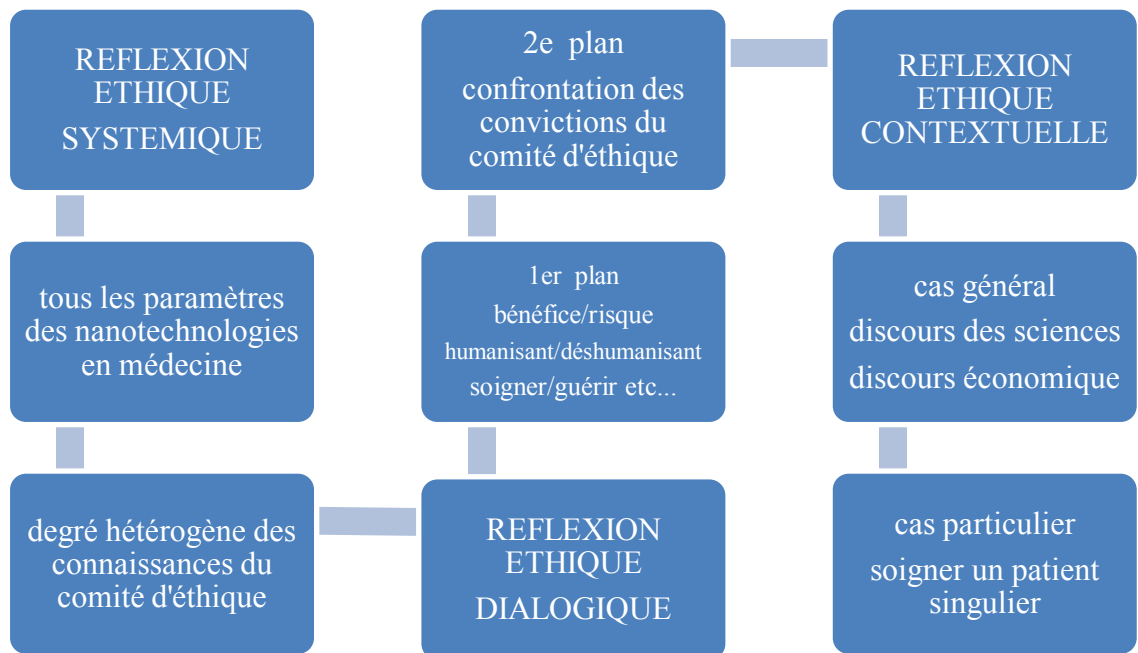 REFLEXION
ETHIQUE
SYSTEMIQUE
tous les paramètres
des nanotechnologies
en médecine
degré hétérogène des
connaissances du
comité d'éthique
REFLEXION
ETHIQUE
DIALOGIQUE
1er plan
bénéfice/risque
humanisant/déshumanisant
soigner/guérir etc...
2e plan
confrontation des
convictions du
comité d'éthique
REFLEXION
ETHIQUE
CONTEXTUELLE
cas général
discours des sciences
discours économique
cas particulier
soigner un patient
singulier